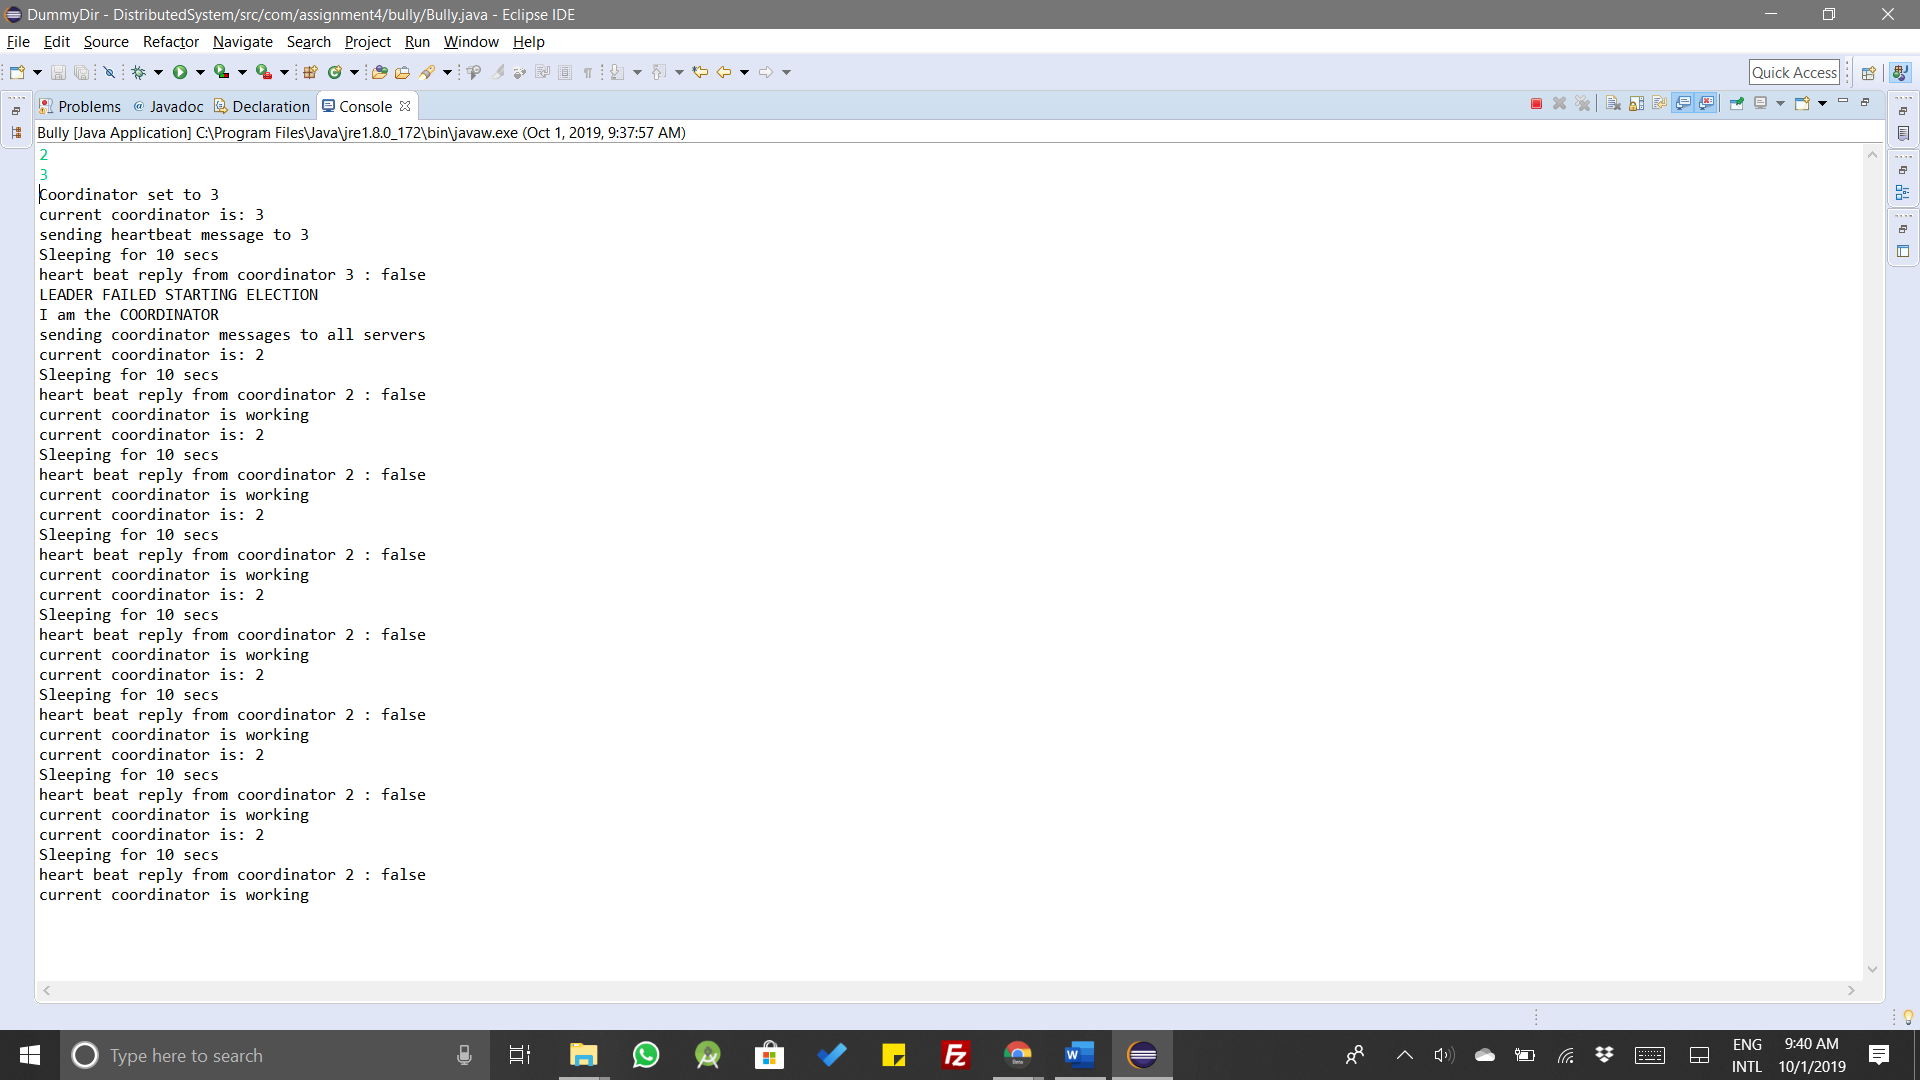 DummyDir - DistributedSystem/src/com/assignment4/bully/Bully.java - Eclipse IDE
File Edit Source Refactor Navigate Search Project Run Window Help
Quick Access
Problems @ Javadoc Declaration Console
Bully [Java Application] C:\Program Files\Java\jre1.8.0_172\bin\javaw.exe (Oct 1, 2019, 9:37:57 AM)
2
3
Coordinator set to 3
current coordinator is: 3
sending heartbeat message to 3
Sleeping for 10 secs
heart beat reply from coordinator 3 : false
LEADER FAILED STARTING ELECTION
I am the COORDINATOR
sending coordinator messages to all servers
current coordinator is: 2
Sleeping for 10 secs
heart beat reply from coordinator 2 : false
current coordinator is working
current coordinator is: 2
Sleeping for 10 secs
heart beat reply from coordinator 2 : false
current coordinator is working
current coordinator is: 2
Sleeping for 10 secs
heart beat reply from coordinator 2 : false
current coordinator is working
current coordinator is: 2
Sleeping for 10 secs
heart beat reply from coordinator 2 : false
current coordinator is working
current coordinator is: 2
Sleeping for 10 secs
heart beat reply from coordinator 2 : false
current coordinator is working
current coordinator is: 2
Sleeping for 10 secs
heart beat reply from coordinator 2 : false
current coordinator is working
current coordinator is: 2
Sleeping for 10 secs
heart beat reply from coordinator 2 : false
current coordinator is working
Type here to search
ENG
INTL
9:40 AM
10/1/2019